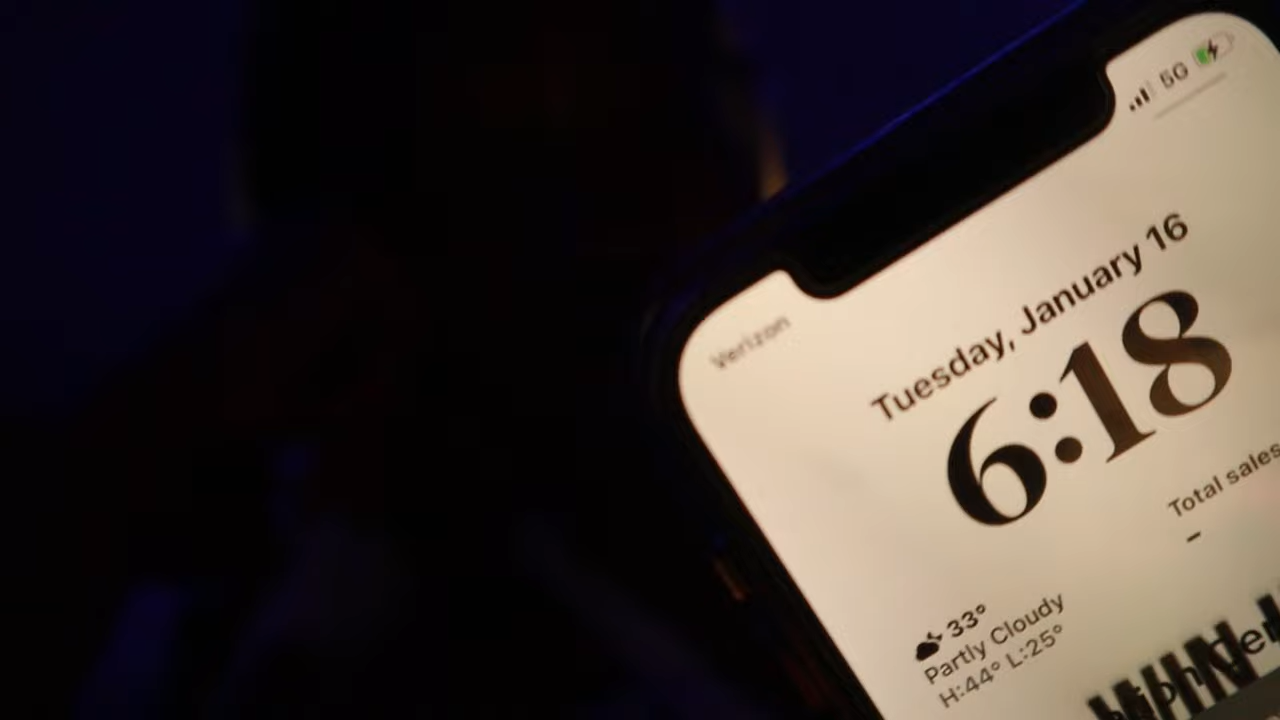 Verizon
5G
Tuesday, January 16
6:18
Total sales
–
33°
Partly Cloudy
H:44° L:25°